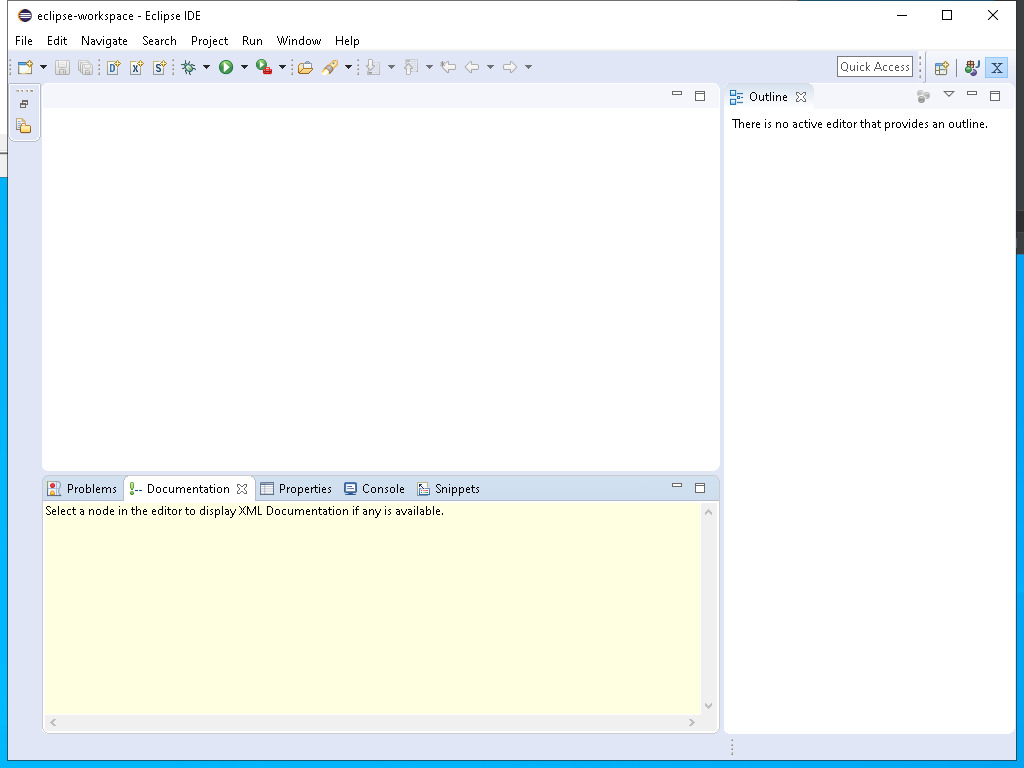 eclipse-workspace - Eclipse IDE
File Edit Navigate Search Project Run Window Help
Quick Access
Outline
There is no active editor that provides an outline.
Problems Documentation Properties Console Snippets
Select a node in the editor to display XML Documentation if any is available.